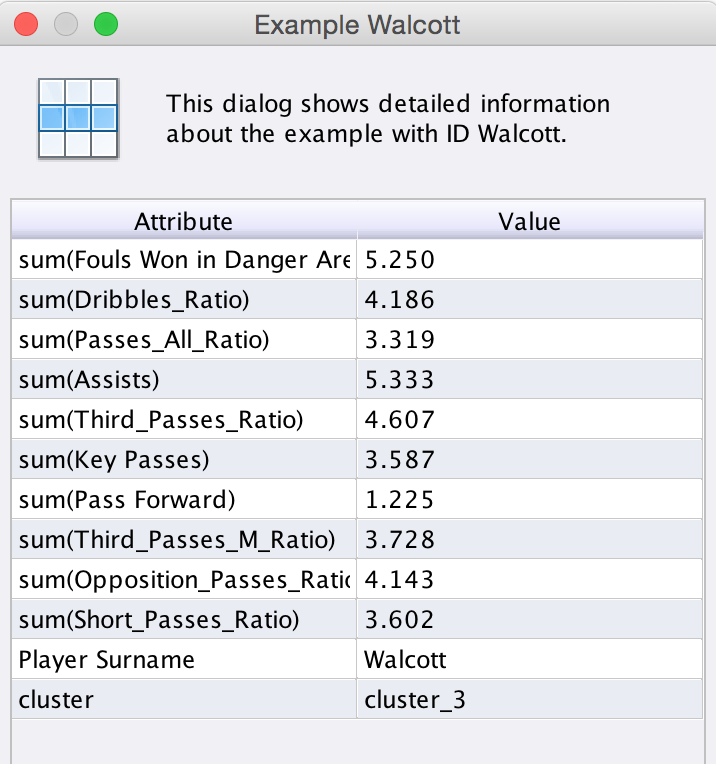 Example Walcott
This dialog shows detailed information
about the example with ID Walcott.
Attribute Value
sum(Fouls Won in Danger Are 5.250
sum(Dribbles_Ratio) 4.186
sum(Passes_All_Ratio) 3.319
sum(Assists) 5.333
sum(Third_Passes_Ratio) 4.607
sum(Key Passes) 3.587
sum(Pass Forward) 1.225
sum(Third_Passes_M_Ratio) 3.728
sum(Opposition_Passes_Ratio 4.143
sum(Short_Passes_Ratio) 3.602
Player Surname Walcott
cluster cluster_3